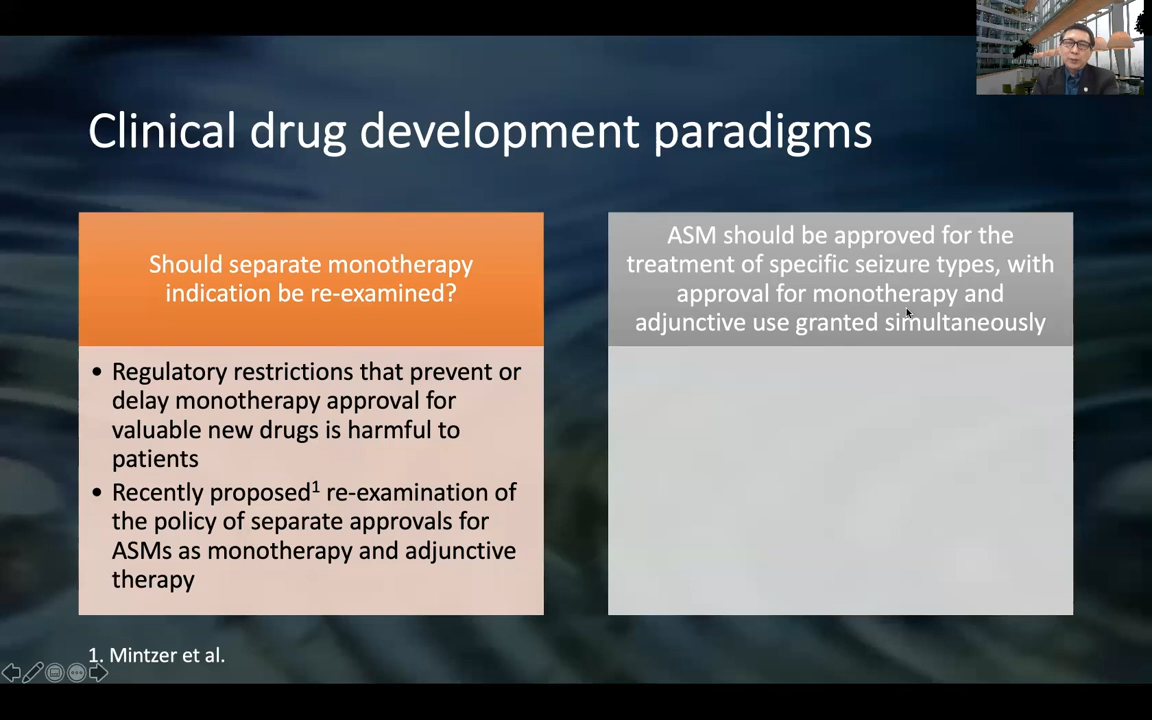 Clinical drug development paradigms
Should separate monotherapy
indication be re-examined?
• Regulatory restrictions that prevent or
delay monotherapy approval for
valuable new drugs is harmful to
patients
• Recently proposed¹ re-examination of
the policy of separate approvals for
ASMs as monotherapy and adjunctive
therapy
ASM should be approved for the
treatment of specific seizure types, with
approval for monotherapy and
adjunctive use granted simultaneously
1. Mintzer et al.